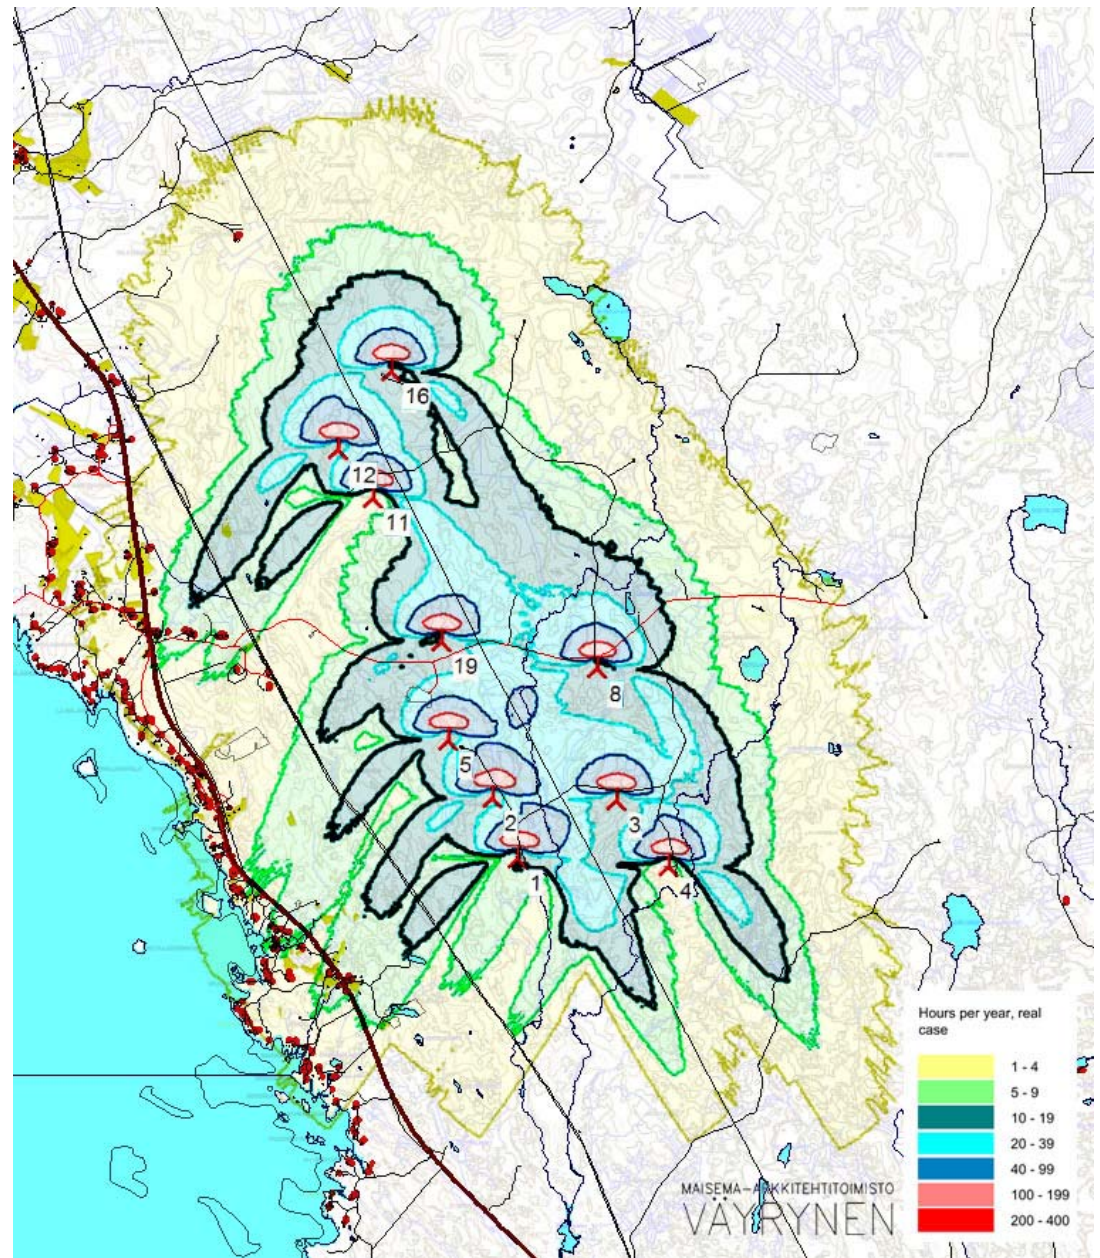 16
12
11
19
8
5
2
3
1
4
Hours per year, real
case
1 - 4
5 - 9
10 - 19
20 - 39
40 - 99
100 - 199
200 - 400
MAISEMA-ARKKITEHTITOIMISTO
VÄYRYNEN